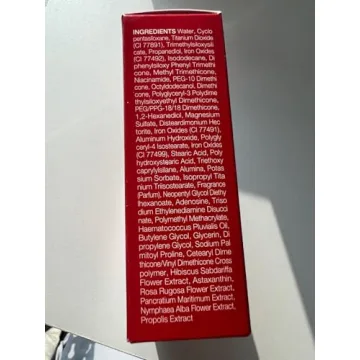 INGREDIENTS Water, Cyclo
pentasiloxane, Titanium Dioxide
(CI 77891), Trimethylsiloxysili
cate, Propanediol, Iron Oxides
(CI 77492), Isododecane, Di
phenylsiloxy Phenyl Trimethi
cone, Methyl Trimethicone,
Niacinamide, PEG-10 Dimethi
cone, Octyldodecanol, Dimethi
cone, Polyglyceryl-3 Polydime
thylsiloxyethyl Dimethicone,
PEG/PPG-18/18 Dimethicone,
1,2-Hexanediol, Magnesium
Sulfate, Disteardimonium Hec
torite, Iron Oxides (CI 77491),
Aluminum Hydroxide, Polygly
ceryl-4 Isostearate, Iron Oxides
(CI 77499), Stearic Acid, Poly
hydroxystearic Acid, Triethoxy
caprylylsilane, Alumina, Potas
sium Sorbate, Isopropyl Titan
ium Triisostearate, Fragrance
(Parfum), Neopentyl Glycol Diethyl
hexanoate, Adenosine, Trisod
ium Ethylenediamine Disucci
nate, Polymethyl Methacrylate,
Haematococcus Pluvialis Oil,
Butylene Glycol, Glycerin, Di
propylene Glycol, Sodium Pal
mitoyl Proline, Cetearyl Dime
thicone/Vinyl Dimethicone Cross
polymer, Hibiscus Sabdariffa
Flower Extract, Astaxanthin,
Rosa Rugosa Flower Extract,
Pancratium Maritimum Extract,
Nymphaea Alba Flower Extract,
Propolis Extract